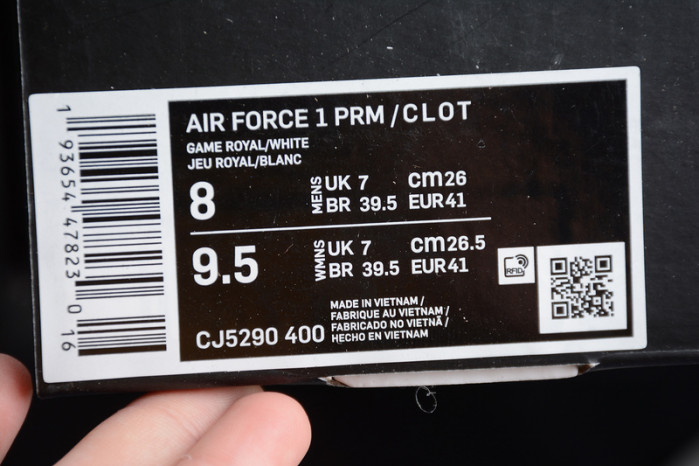 AIR FORCE 1 PRM / CLOT
GAME ROYAL/WHITE
JEU ROYAL/BLANC
8 MENS UK 7 cm 26
BR 39.5 EUR 41
9.5 WMNS UK 7 cm 26.5
BR 39.5 EUR 41
RFID
CJ5290 400
MADE IN VIETNAM /
FABRIQUE AU VIETNAM /
FABRICADO NO VIETNÃ /
HECHO EN VIETNAM
1 93654 47823 0 16